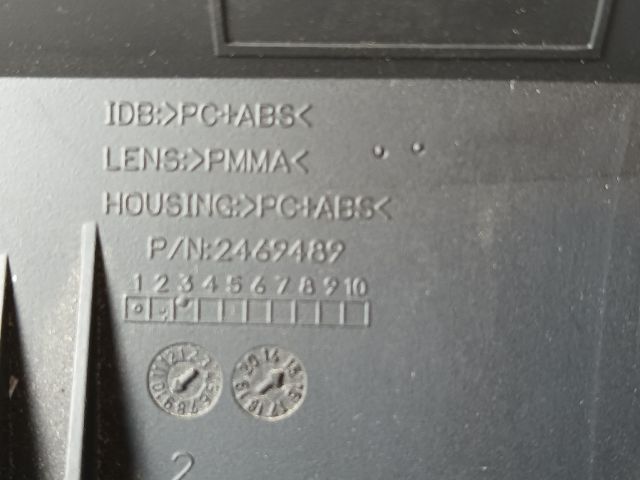 IDB:>PC+ABS<
LENS:>PMMA<
HOUSING:>PC+ABS<
P/N:2469489
1 2 3 4 5 6 7 8 9 10
2